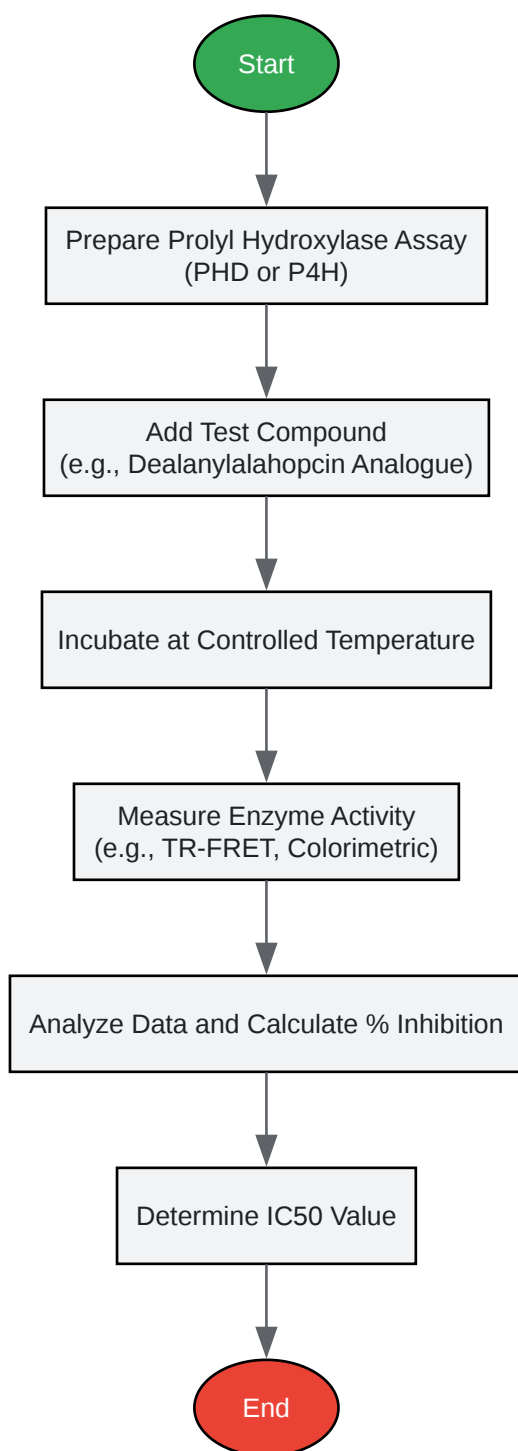 Start
Prepare Prolyl Hydroxylase Assay
(PHD or P4H)
Add Test Compound
(e.g., Dealanylalahopcin Analogue)
Incubate at Controlled Temperature
Measure Enzyme Activity
(e.g., TR-FRET, Colorimetric)
Analyze Data and Calculate % Inhibition
Determine IC50 Value
End